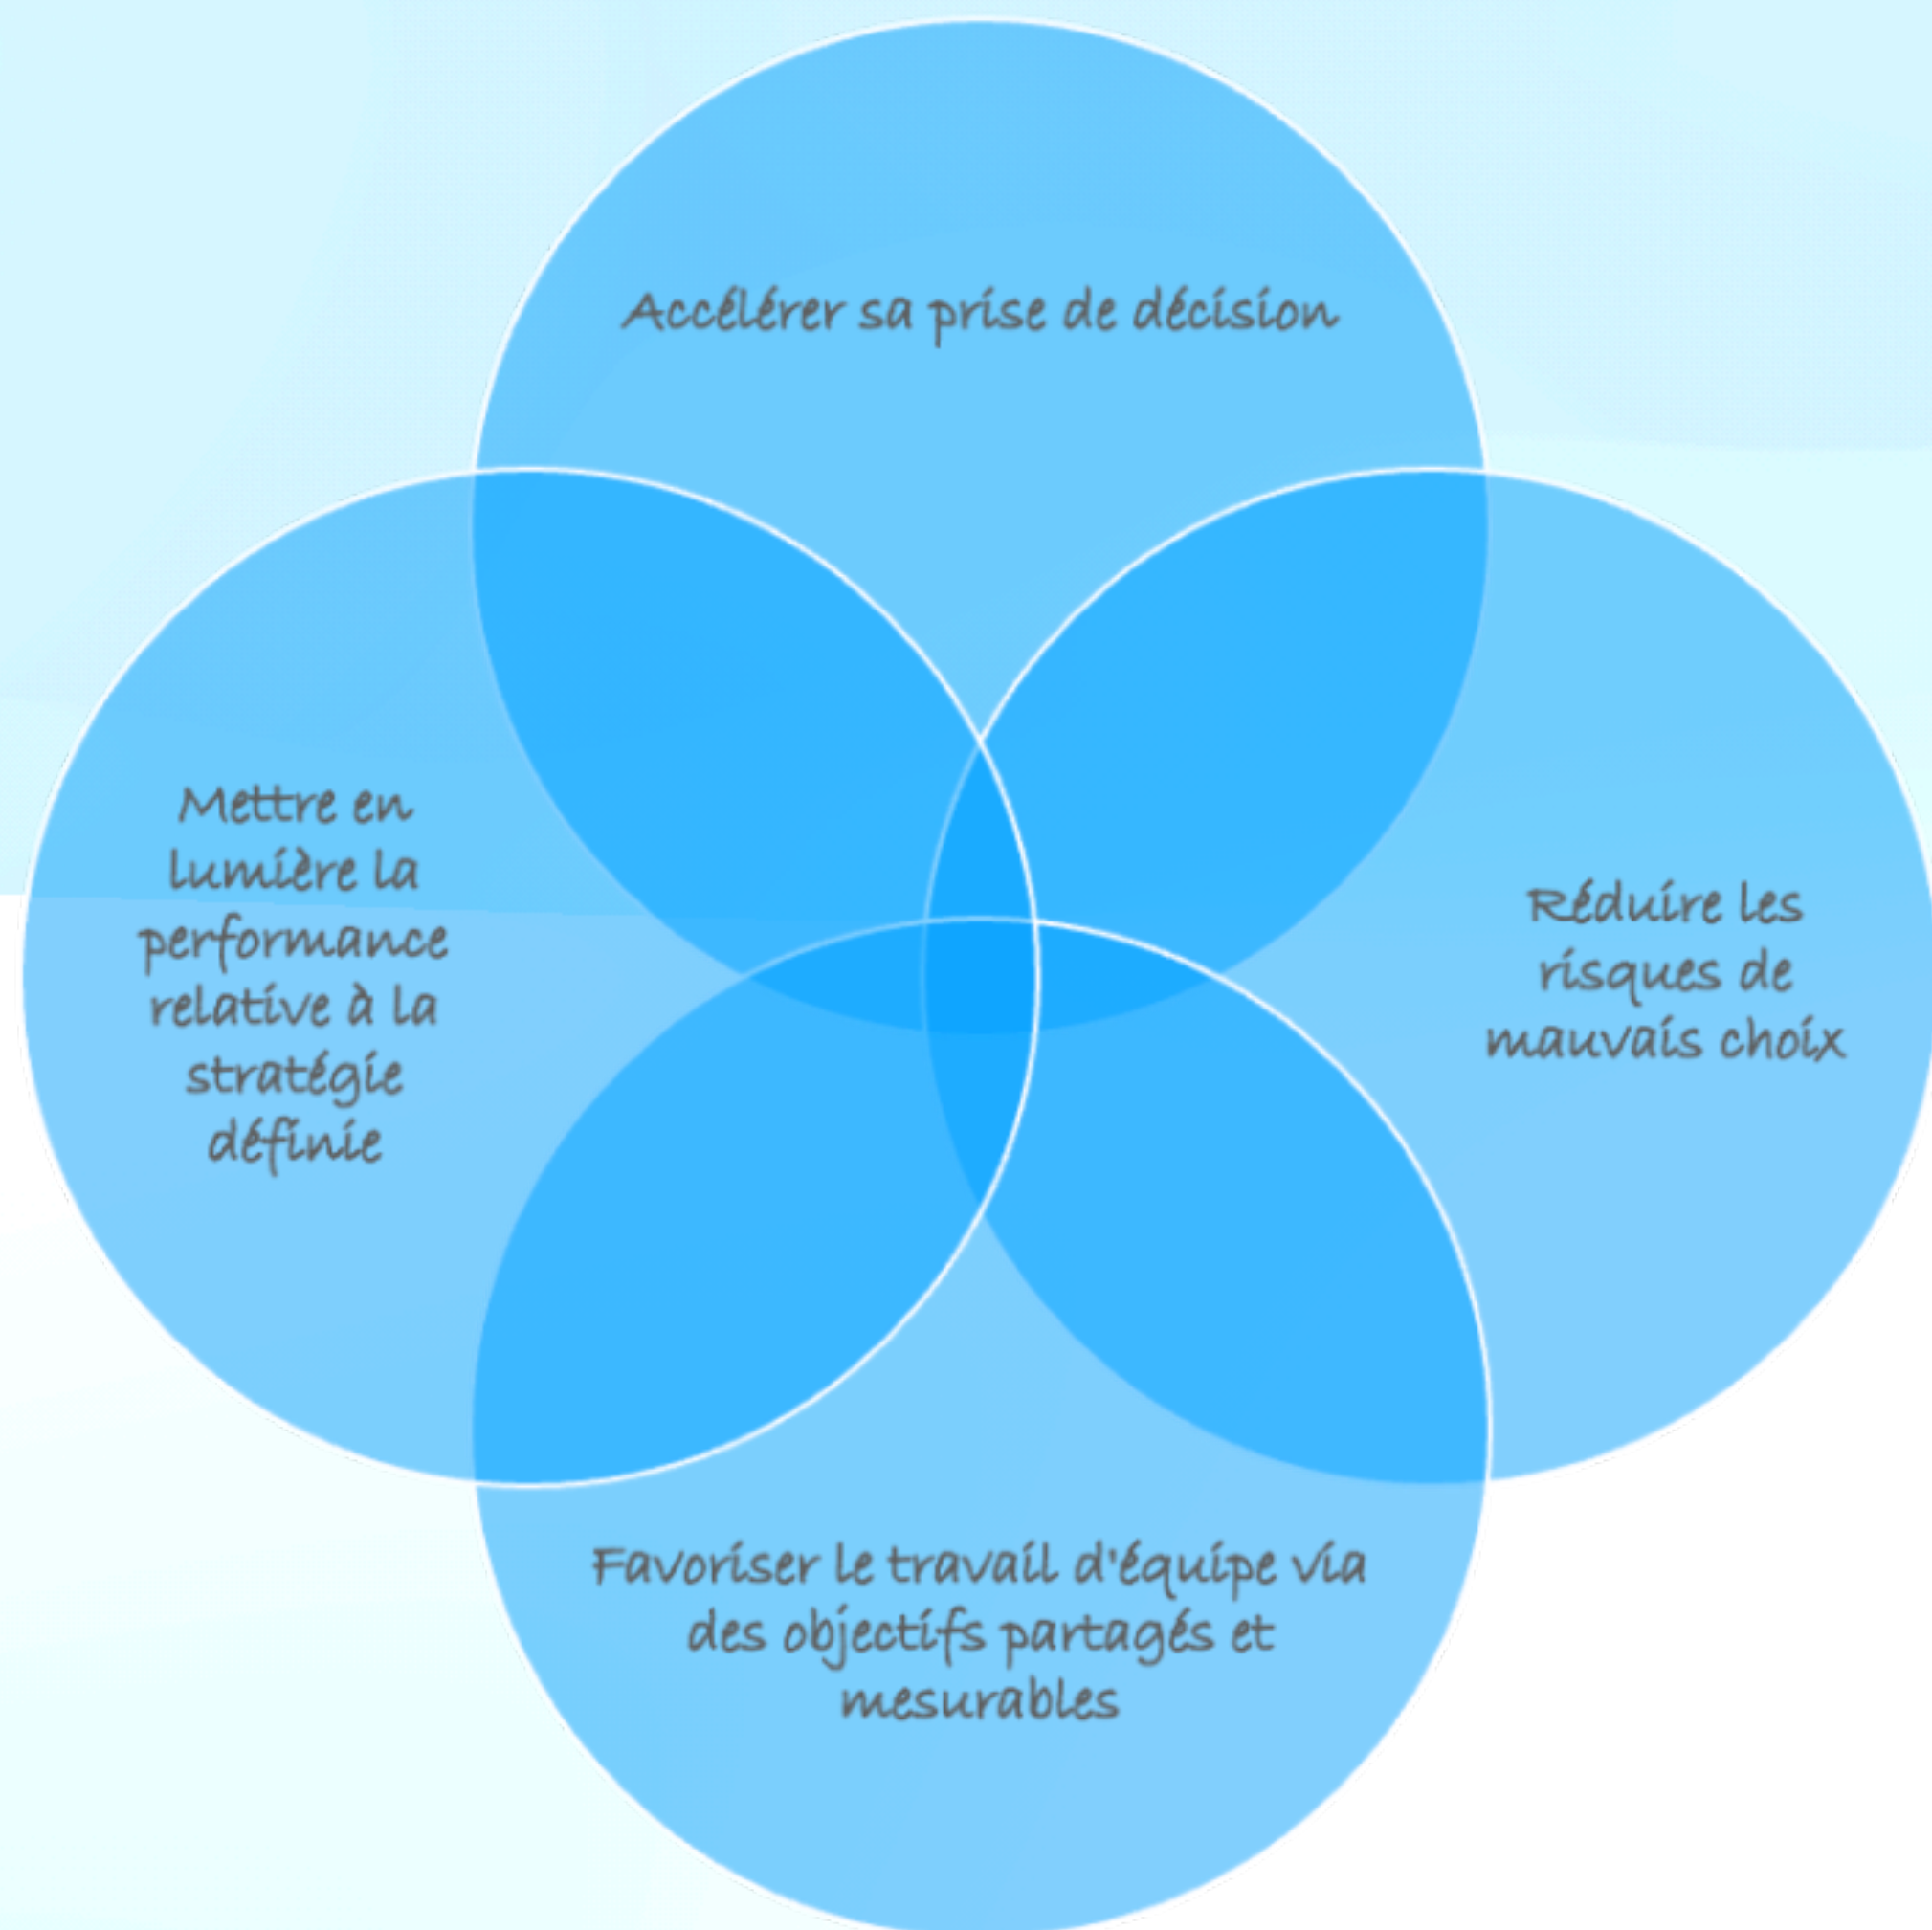 Accélérer sa prise de décision
Mettre en
lumière la
performance
relative à la
stratégie
définie
Réduire les
risques de
mauvais choix
Favoriser le travail d'équipe via
des objectifs partagés et
mesurables